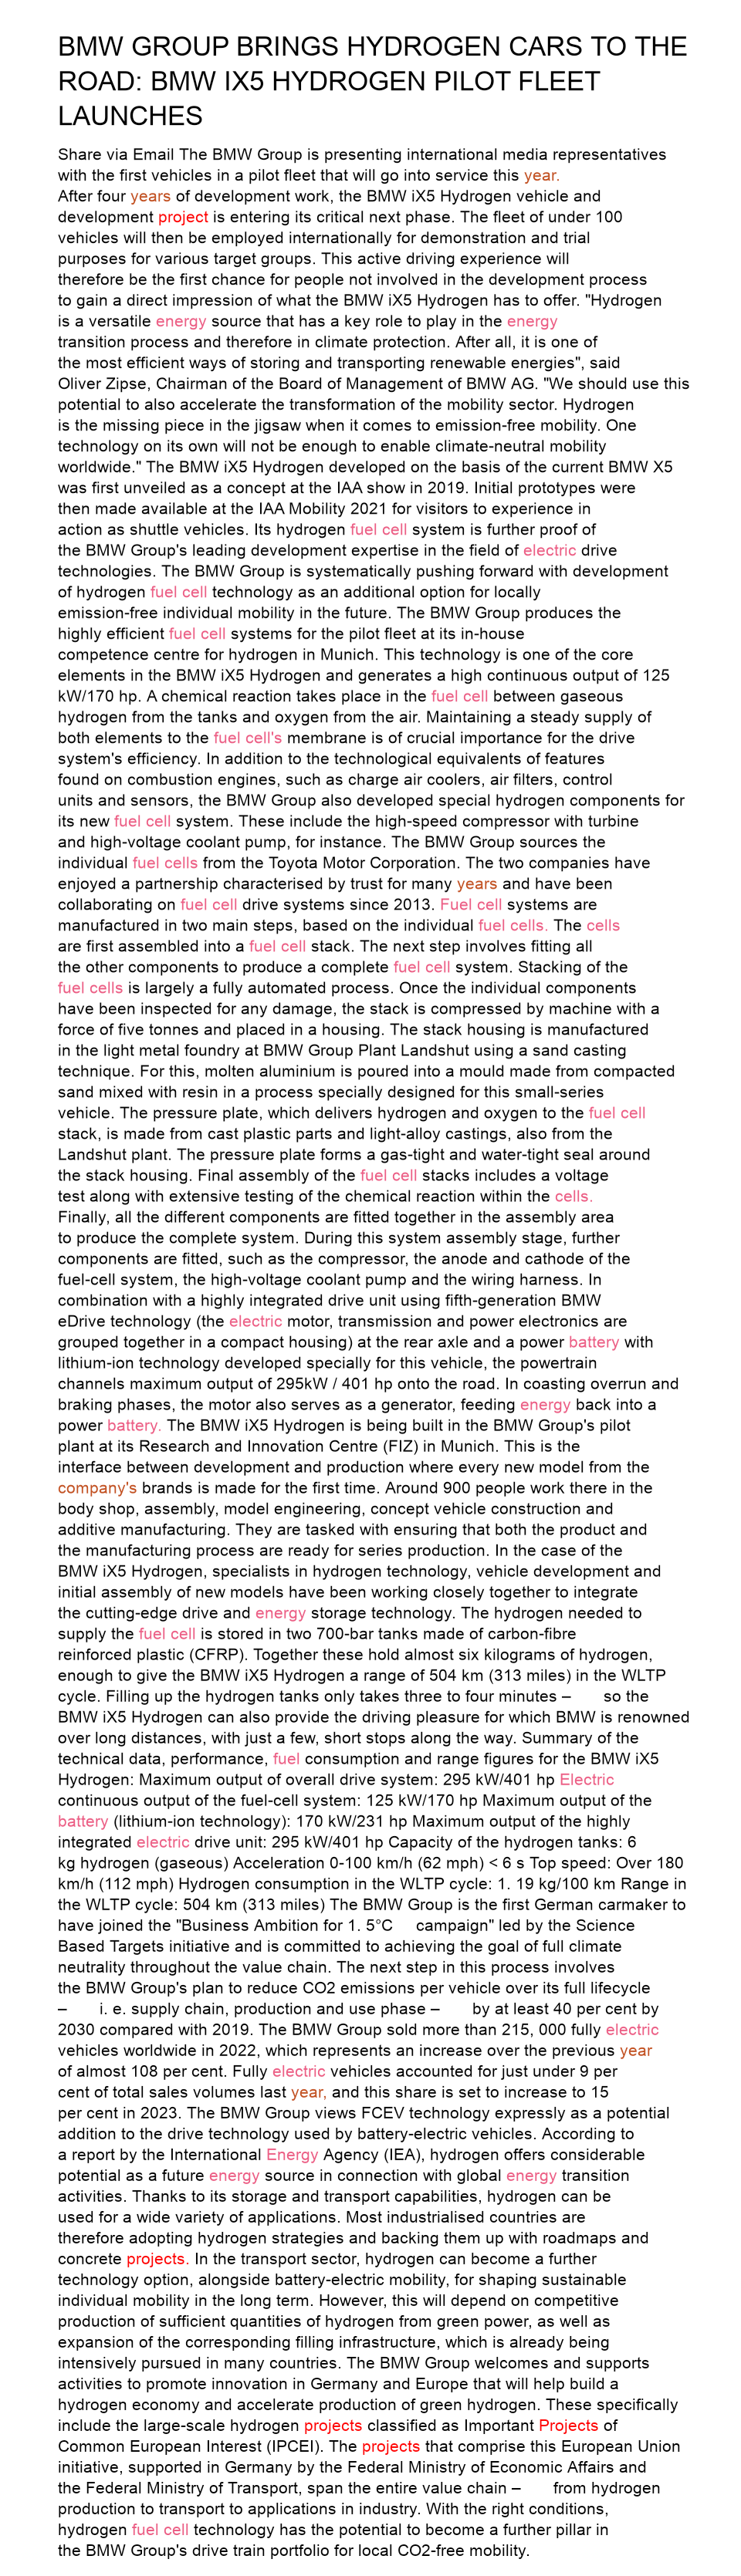 BMW GROUP BRINGS HYDROGEN CARS TO THE
ROAD: BMW IX5 HYDROGEN PILOT FLEET
LAUNCHES
Share via Email The BMW Group is presenting international media representatives
with the first vehicles in a pilot fleet that will go into service this year.
After four years of development work, the BMW iX5 Hydrogen vehicle and
development project is entering its critical next phase. The fleet of under 100
vehicles will then be employed internationally for demonstration and trial
purposes for various target groups. This active driving experience will
therefore be the first chance for people not involved in the development process
to gain a direct impression of what the BMW iX5 Hydrogen has to offer. "Hydrogen
is a versatile energy source that has a key role to play in the energy
transition process and therefore in climate protection. After all, it is one of
the most efficient ways of storing and transporting renewable energies", said
Oliver Zipse, Chairman of the Board of Management of BMW AG. "We should use this
potential to also accelerate the transformation of the mobility sector. Hydrogen
is the missing piece in the jigsaw when it comes to emission-free mobility. One
technology on its own will not be enough to enable climate-neutral mobility
worldwide." The BMW iX5 Hydrogen developed on the basis of the current BMW X5
was first unveiled as a concept at the IAA show in 2019. Initial prototypes were
then made available at the IAA Mobility 2021 for visitors to experience in
action as shuttle vehicles. Its hydrogen fuel cell system is further proof of
the BMW Group's leading development expertise in the field of electric drive
technologies. The BMW Group is systematically pushing forward with development
of hydrogen fuel cell technology as an additional option for locally
emission-free individual mobility in the future. The BMW Group produces the
highly efficient fuel cell systems for the pilot fleet at its in-house
competence centre for hydrogen in Munich. This technology is one of the core
elements in the BMW iX5 Hydrogen and generates a high continuous output of 125
kW/170 hp. A chemical reaction takes place in the fuel cell between gaseous
hydrogen from the tanks and oxygen from the air. Maintaining a steady supply of
both elements to the fuel cell's membrane is of crucial importance for the drive
system's efficiency. In addition to the technological equivalents of features
found on combustion engines, such as charge air coolers, air filters, control
units and sensors, the BMW Group also developed special hydrogen components for
its new fuel cell system. These include the high-speed compressor with turbine
and high-voltage coolant pump, for instance. The BMW Group sources the
individual fuel cells from the Toyota Motor Corporation. The two companies have
enjoyed a partnership characterised by trust for many years and have been
collaborating on fuel cell drive systems since 2013. Fuel cell systems are
manufactured in two main steps, based on the individual fuel cells. The cells
are first assembled into a fuel cell stack. The next step involves fitting all
the other components to produce a complete fuel cell system. Stacking of the
fuel cells is largely a fully automated process. Once the individual components
have been inspected for any damage, the stack is compressed by machine with a
force of five tonnes and placed in a housing. The stack housing is manufactured
in the light metal foundry at BMW Group Plant Landshut using a sand casting
technique. For this, molten aluminium is poured into a mould made from compacted
sand mixed with resin in a process specially designed for this small-series
vehicle. The pressure plate, which delivers hydrogen and oxygen to the fuel cell
stack, is made from cast plastic parts and light-alloy castings, also from the
Landshut plant. The pressure plate forms a gas-tight and water-tight seal around
the stack housing. Final assembly of the fuel cell stacks includes a voltage
test along with extensive testing of the chemical reaction within the cells.
Finally, all the different components are fitted together in the assembly area
to produce the complete system. During this system assembly stage, further
components are fitted, such as the compressor, the anode and cathode of the
fuel-cell system, the high-voltage coolant pump and the wiring harness. In
combination with a highly integrated drive unit using fifth-generation BMW
eDrive technology (the electric motor, transmission and power electronics are
grouped together in a compact housing) at the rear axle and a power battery with
lithium-ion technology developed specially for this vehicle, the powertrain
channels maximum output of 295kW / 401 hp onto the road. In coasting overrun and
braking phases, the motor also serves as a generator, feeding energy back into a
power battery. The BMW iX5 Hydrogen is being built in the BMW Group's pilot
plant at its Research and Innovation Centre (FIZ) in Munich. This is the
interface between development and production where every new model from the
company's brands is made for the first time. Around 900 people work there in the
body shop, assembly, model engineering, concept vehicle construction and
additive manufacturing. They are tasked with ensuring that both the product and
the manufacturing process are ready for series production. In the case of the
BMW iX5 Hydrogen, specialists in hydrogen technology, vehicle development and
initial assembly of new models have been working closely together to integrate
the cutting-edge drive and energy storage technology. The hydrogen needed to
supply the fuel cell is stored in two 700-bar tanks made of carbon-fibre
reinforced plastic (CFRP). Together these hold almost six kilograms of hydrogen,
enough to give the BMW iX5 Hydrogen a range of 504 km (313 miles) in the WLTP
cycle. Filling up the hydrogen tanks only takes three to four minutes – so the
BMW iX5 Hydrogen can also provide the driving pleasure for which BMW is renowned
over long distances, with just a few, short stops along the way. Summary of the
technical data, performance, fuel consumption and range figures for the BMW iX5
Hydrogen: Maximum output of overall drive system: 295 kW/401 hp Electric
continuous output of the fuel-cell system: 125 kW/170 hp Maximum output of the
battery (lithium-ion technology): 170 kW/231 hp Maximum output of the highly
integrated electric drive unit: 295 kW/401 hp Capacity of the hydrogen tanks: 6
kg hydrogen (gaseous) Acceleration 0-100 km/h (62 mph) < 6 s Top speed: Over 180
km/h (112 mph) Hydrogen consumption in the WLTP cycle: 1. 19 kg/100 km Range in
the WLTP cycle: 504 km (313 miles) The BMW Group is the first German carmaker to
have joined the "Business Ambition for 1. 5°C campaign" led by the Science
Based Targets initiative and is committed to achieving the goal of full climate
neutrality throughout the value chain. The next step in this process involves
the BMW Group's plan to reduce CO2 emissions per vehicle over its full lifecycle
– i. e. supply chain, production and use phase – by at least 40 per cent by
2030 compared with 2019. The BMW Group sold more than 215, 000 fully electric
vehicles worldwide in 2022, which represents an increase over the previous year
of almost 108 per cent. Fully electric vehicles accounted for just under 9 per
cent of total sales volumes last year, and this share is set to increase to 15
per cent in 2023. The BMW Group views FCEV technology expressly as a potential
addition to the drive technology used by battery-electric vehicles. According to
a report by the International Energy Agency (IEA), hydrogen offers considerable
potential as a future energy source in connection with global energy transition
activities. Thanks to its storage and transport capabilities, hydrogen can be
used for a wide variety of applications. Most industrialised countries are
therefore adopting hydrogen strategies and backing them up with roadmaps and
concrete projects. In the transport sector, hydrogen can become a further
technology option, alongside battery-electric mobility, for shaping sustainable
individual mobility in the long term. However, this will depend on competitive
production of sufficient quantities of hydrogen from green power, as well as
expansion of the corresponding filling infrastructure, which is already being
intensively pursued in many countries. The BMW Group welcomes and supports
activities to promote innovation in Germany and Europe that will help build a
hydrogen economy and accelerate production of green hydrogen. These specifically
include the large-scale hydrogen projects classified as Important Projects of
Common European Interest (IPCEI). The projects that comprise this European Union
initiative, supported in Germany by the Federal Ministry of Economic Affairs and
the Federal Ministry of Transport, span the entire value chain – from hydrogen
production to transport to applications in industry. With the right conditions,
hydrogen fuel cell technology has the potential to become a further pillar in
the BMW Group's drive train portfolio for local CO2-free mobility.